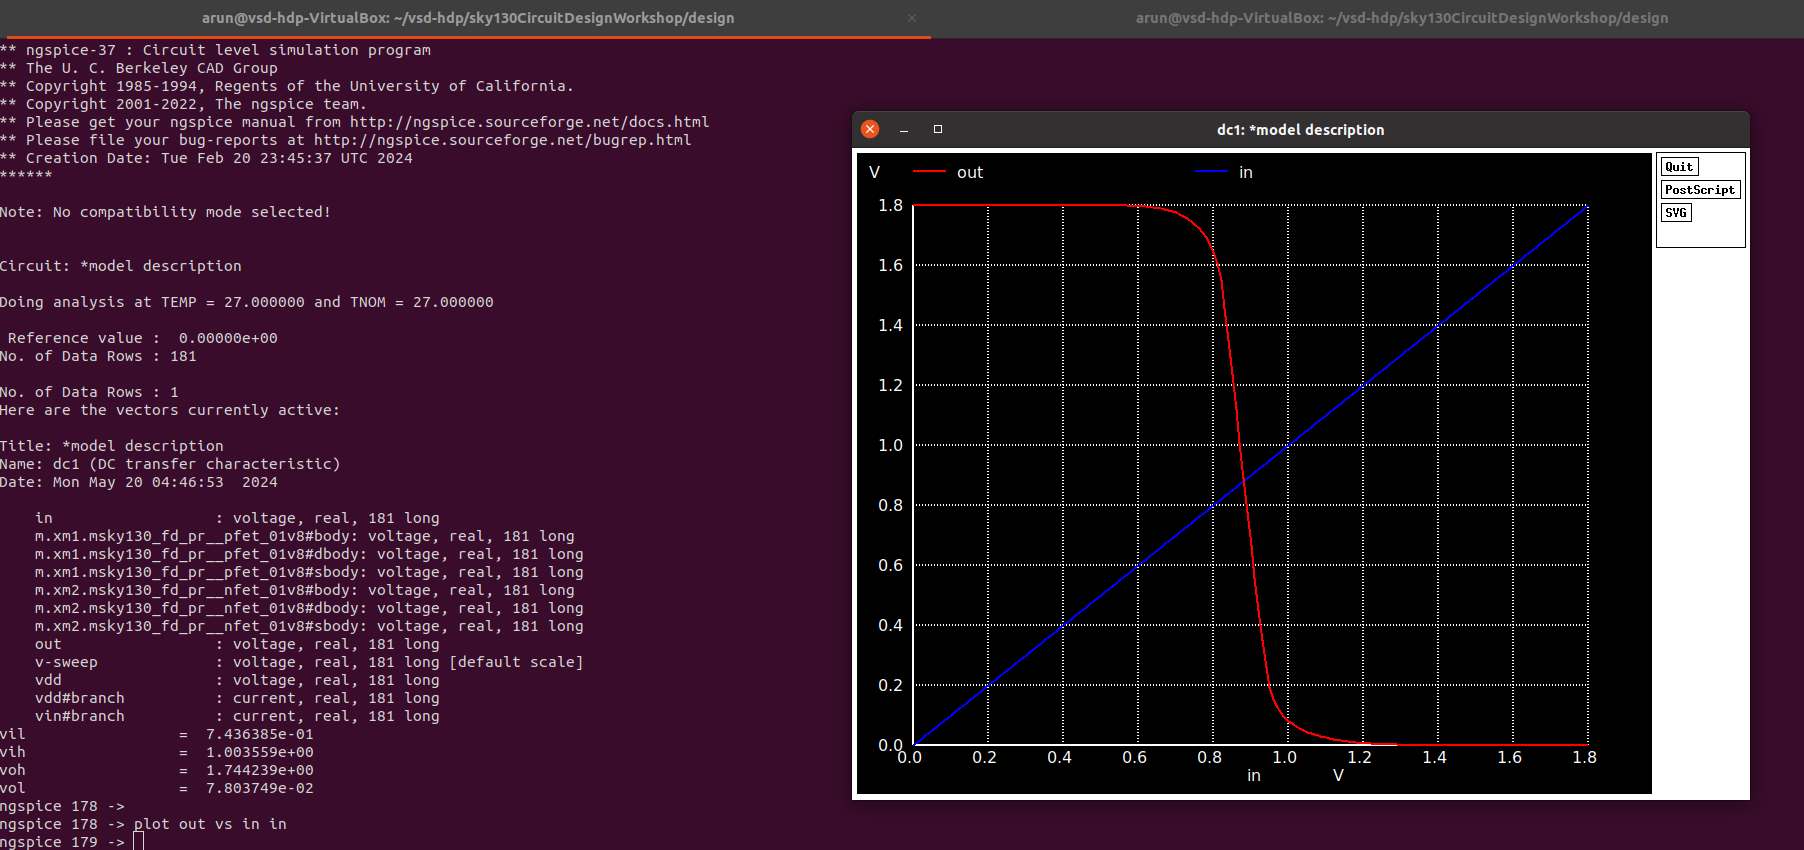 arun@vsd-hdp-VirtualBox: ~/vsd-hdp/sky130CircuitDesignWorkshop/design
×
arun@vsd-hdp-VirtualBox: ~/vsd-hdp/sky130CircuitDesignWorkshop/design
** ngspice-37 : Circuit level simulation program
** The U. C. Berkeley CAD Group
** Copyright 1985-1994, Regents of the University of California.
** Copyright 2001-2022, The ngspice team.
** Please get your ngspice manual from http://ngspice.sourceforge.net/docs.html
** Please file your bug-reports at http://ngspice.sourceforge.net/bugrep.html
** Creation Date: Tue Feb 20 23:45:37 UTC 2024
******
Note: No compatibility mode selected!
Circuit: *model description
Doing analysis at TEMP = 27.000000 and TNOM = 27.000000
Reference value :  0.00000e+00
No. of Data Rows : 181
No. of Data Rows : 1
Here are the vectors currently active:
Title: *model description
Name: dc1 (DC transfer characteristic)
Date: Mon May 20 04:46:53  2024
in                  : voltage, real, 181 long
m.xm1.msky130_fd_pr__pfet_01v8#body: voltage, real, 181 long
m.xm1.msky130_fd_pr__pfet_01v8#dbody: voltage, real, 181 long
m.xm1.msky130_fd_pr__pfet_01v8#sbody: voltage, real, 181 long
m.xm2.msky130_fd_pr__nfet_01v8#body: voltage, real, 181 long
m.xm2.msky130_fd_pr__nfet_01v8#dbody: voltage, real, 181 long
m.xm2.msky130_fd_pr__nfet_01v8#sbody: voltage, real, 181 long
out                 : voltage, real, 181 long
v-sweep             : voltage, real, 181 long [default scale]
vdd                 : voltage, real, 181 long
vdd#branch          : current, real, 181 long
vin#branch          : current, real, 181 long
vil                 =  7.436385e-01
vih                 =  1.003559e+00
voh                 =  1.744239e+00
vol                 =  7.803749e-02
ngspice 178 ->
ngspice 178 -> plot out vs in in
ngspice 179 ->
dc1: *model description
V
out
in
1.8
1.6
1.4
1.2
1.0
0.8
0.6
0.4
0.2
0.0
0.0 0.2 0.4 0.6 0.8 1.0 1.2 1.4 1.6 1.8
in V
Quit
PostScript
SVG